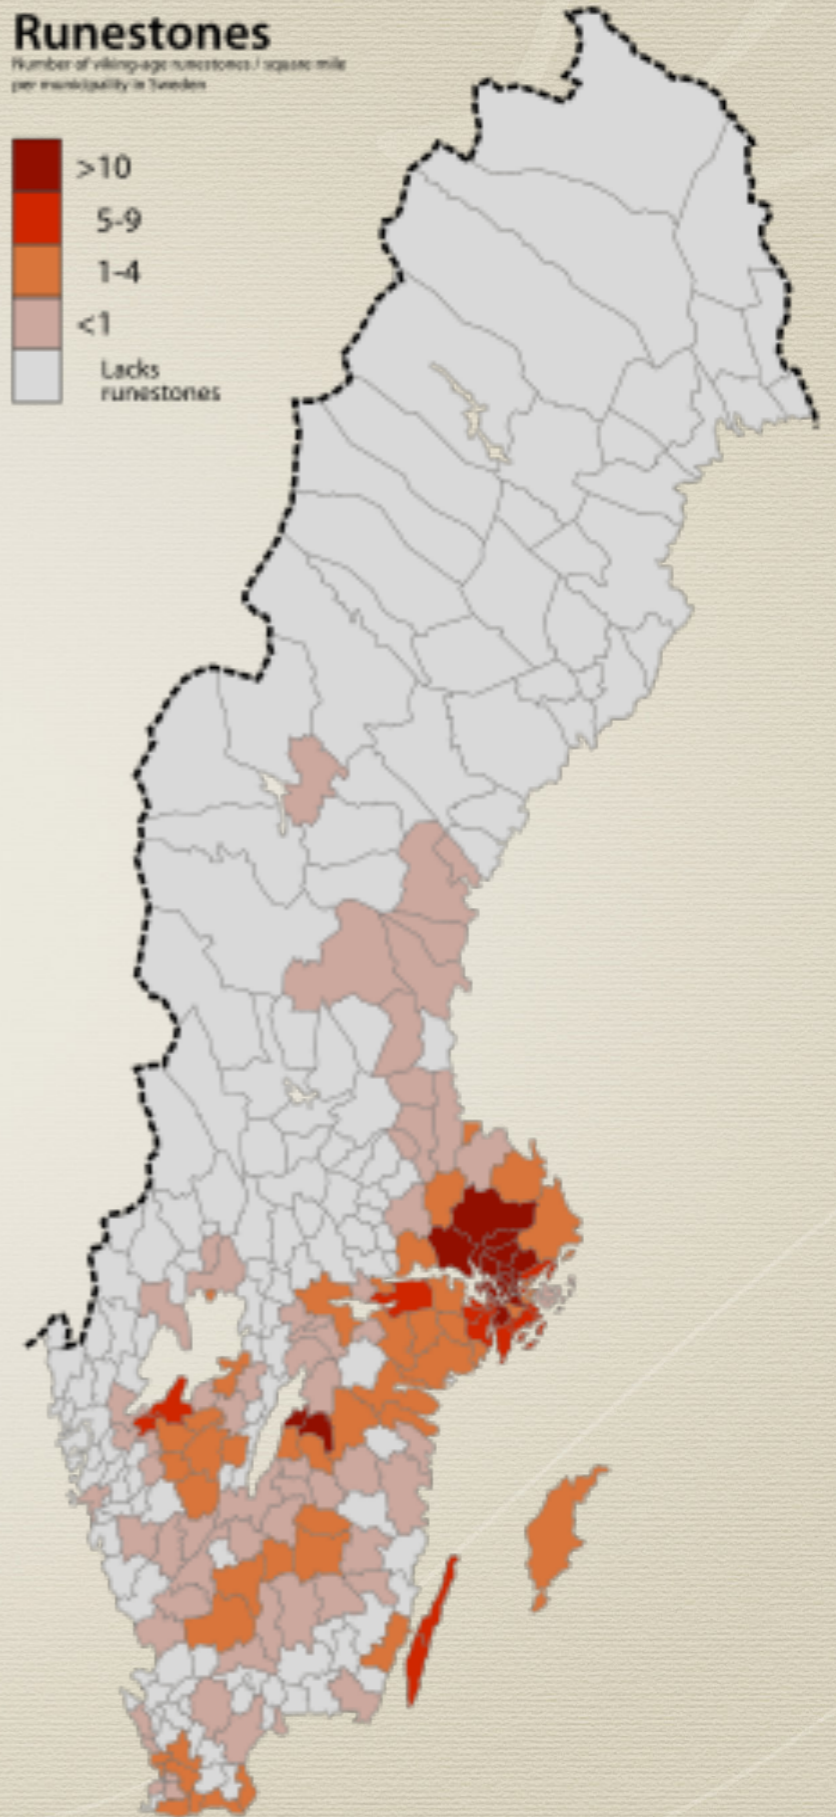 Runestones
Number of viking-age runestones / square mile
per municipality in Sweden
>10
5-9
1-4
<1
Lacks
runestones